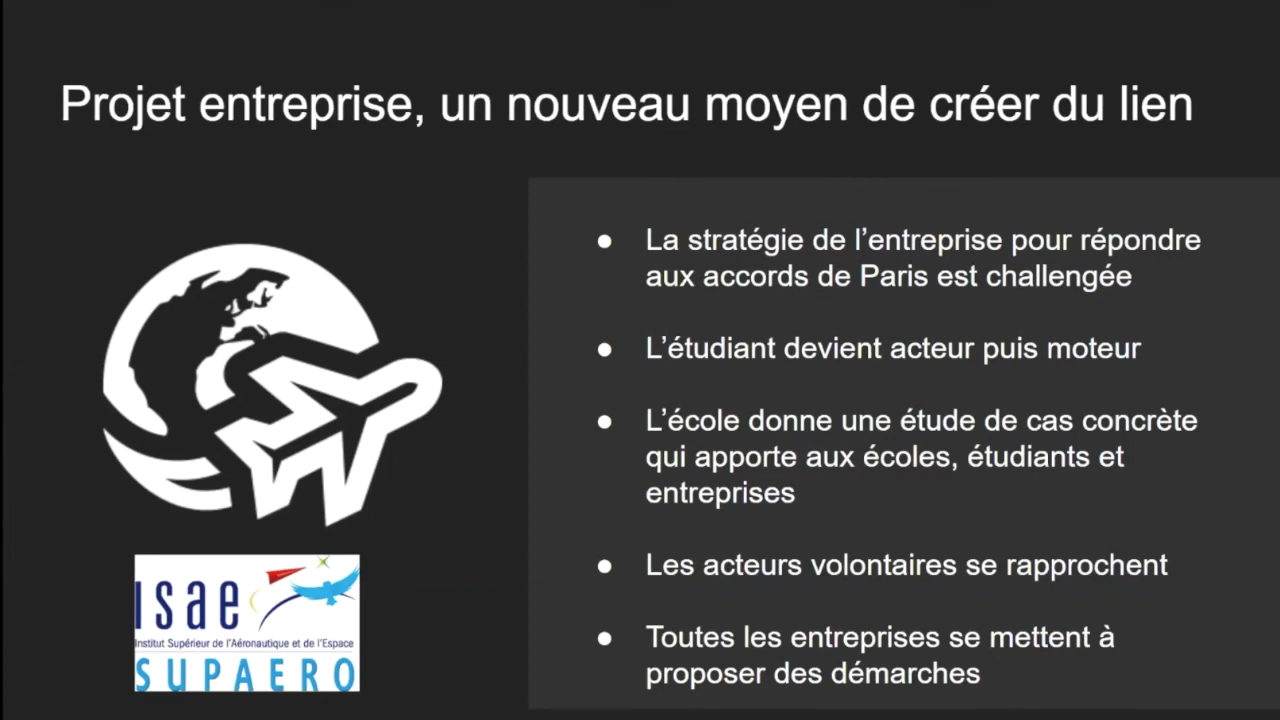 Projet entreprise, un nouveau moyen de créer du lien
● La stratégie de l’entreprise pour répondre
aux accords de Paris est challengée
● L’étudiant devient acteur puis moteur
● L’école donne une étude de cas concrète
qui apporte aux écoles, étudiants et
entreprises
● Les acteurs volontaires se rapprochent
● Toutes les entreprises se mettent à
proposer des démarches
isae
Institut Supérieur de l’Aéronautique et de l’Espace
SUPAERO